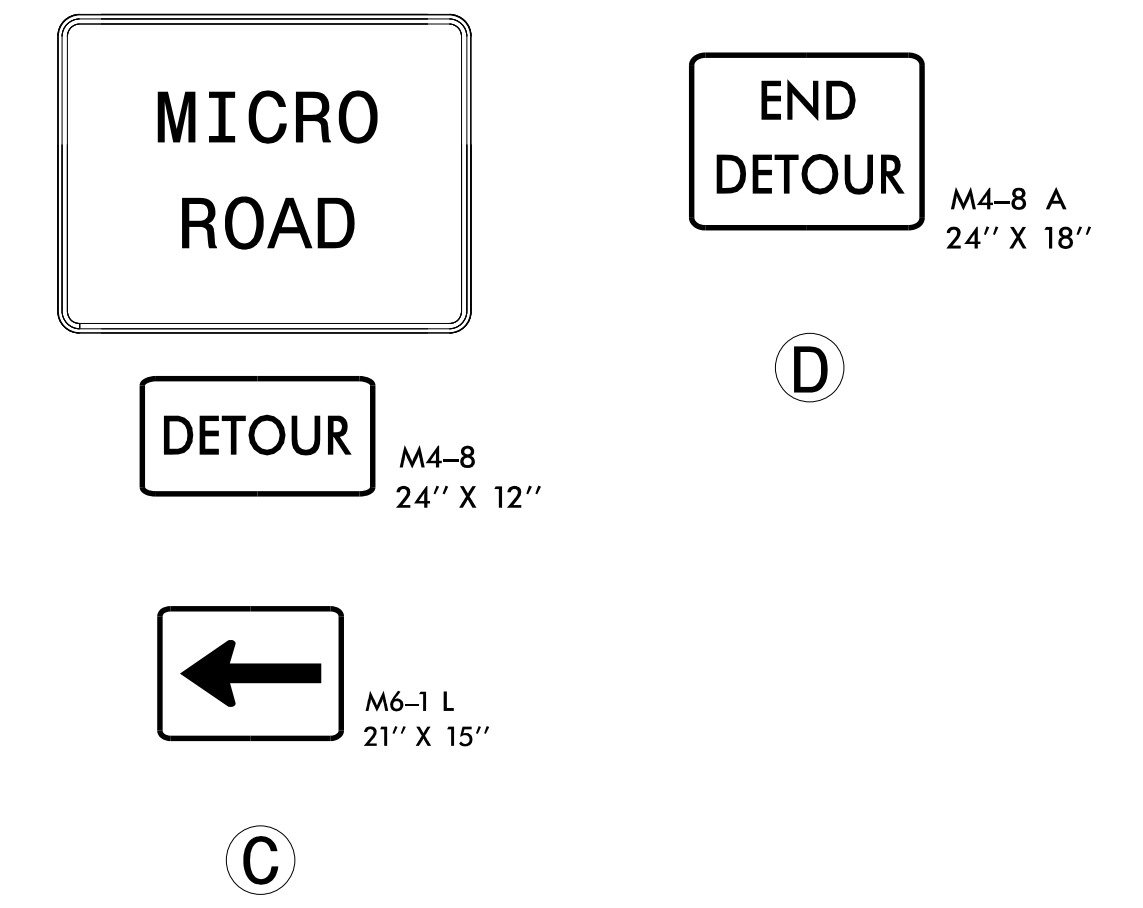 MICRO
ROAD
DETOUR
M4–8
24’’ X 12’’
M6–1 L
21’’ X 15’’
C
END
DETOUR
M4–8 A
24’’ X 18’’
D